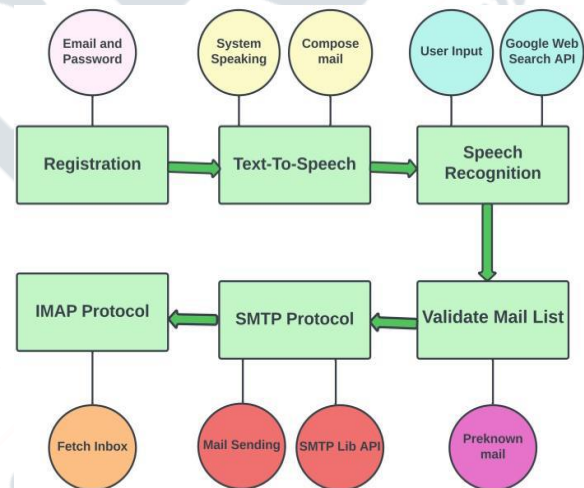 Email and
Password
System
Speaking
Compose
mail
User Input
Google Web
Search API
Registration
Text-To-Speech
Speech
Recognition
IMAP Protocol
SMTP Protocol
Validate Mail List
Fetch Inbox
Mail Sending
SMTP Lib API
Preknown
mail